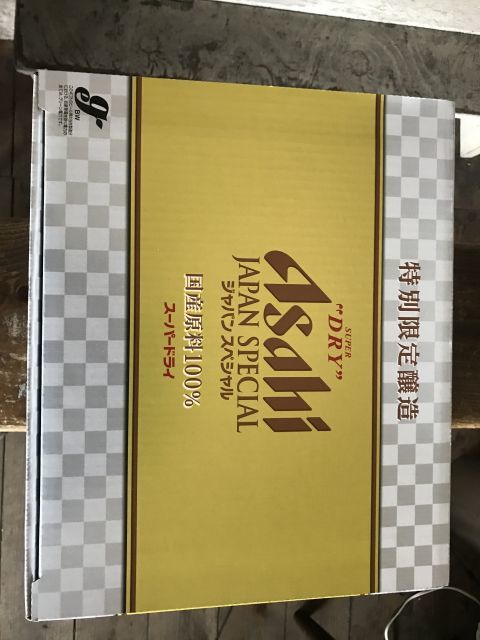 特別限定醸造
SUPER
"DRY"
Asahi
JAPAN SPECIAL
ジャパン スペシャル
国産原料100%
スーパードライ
BW